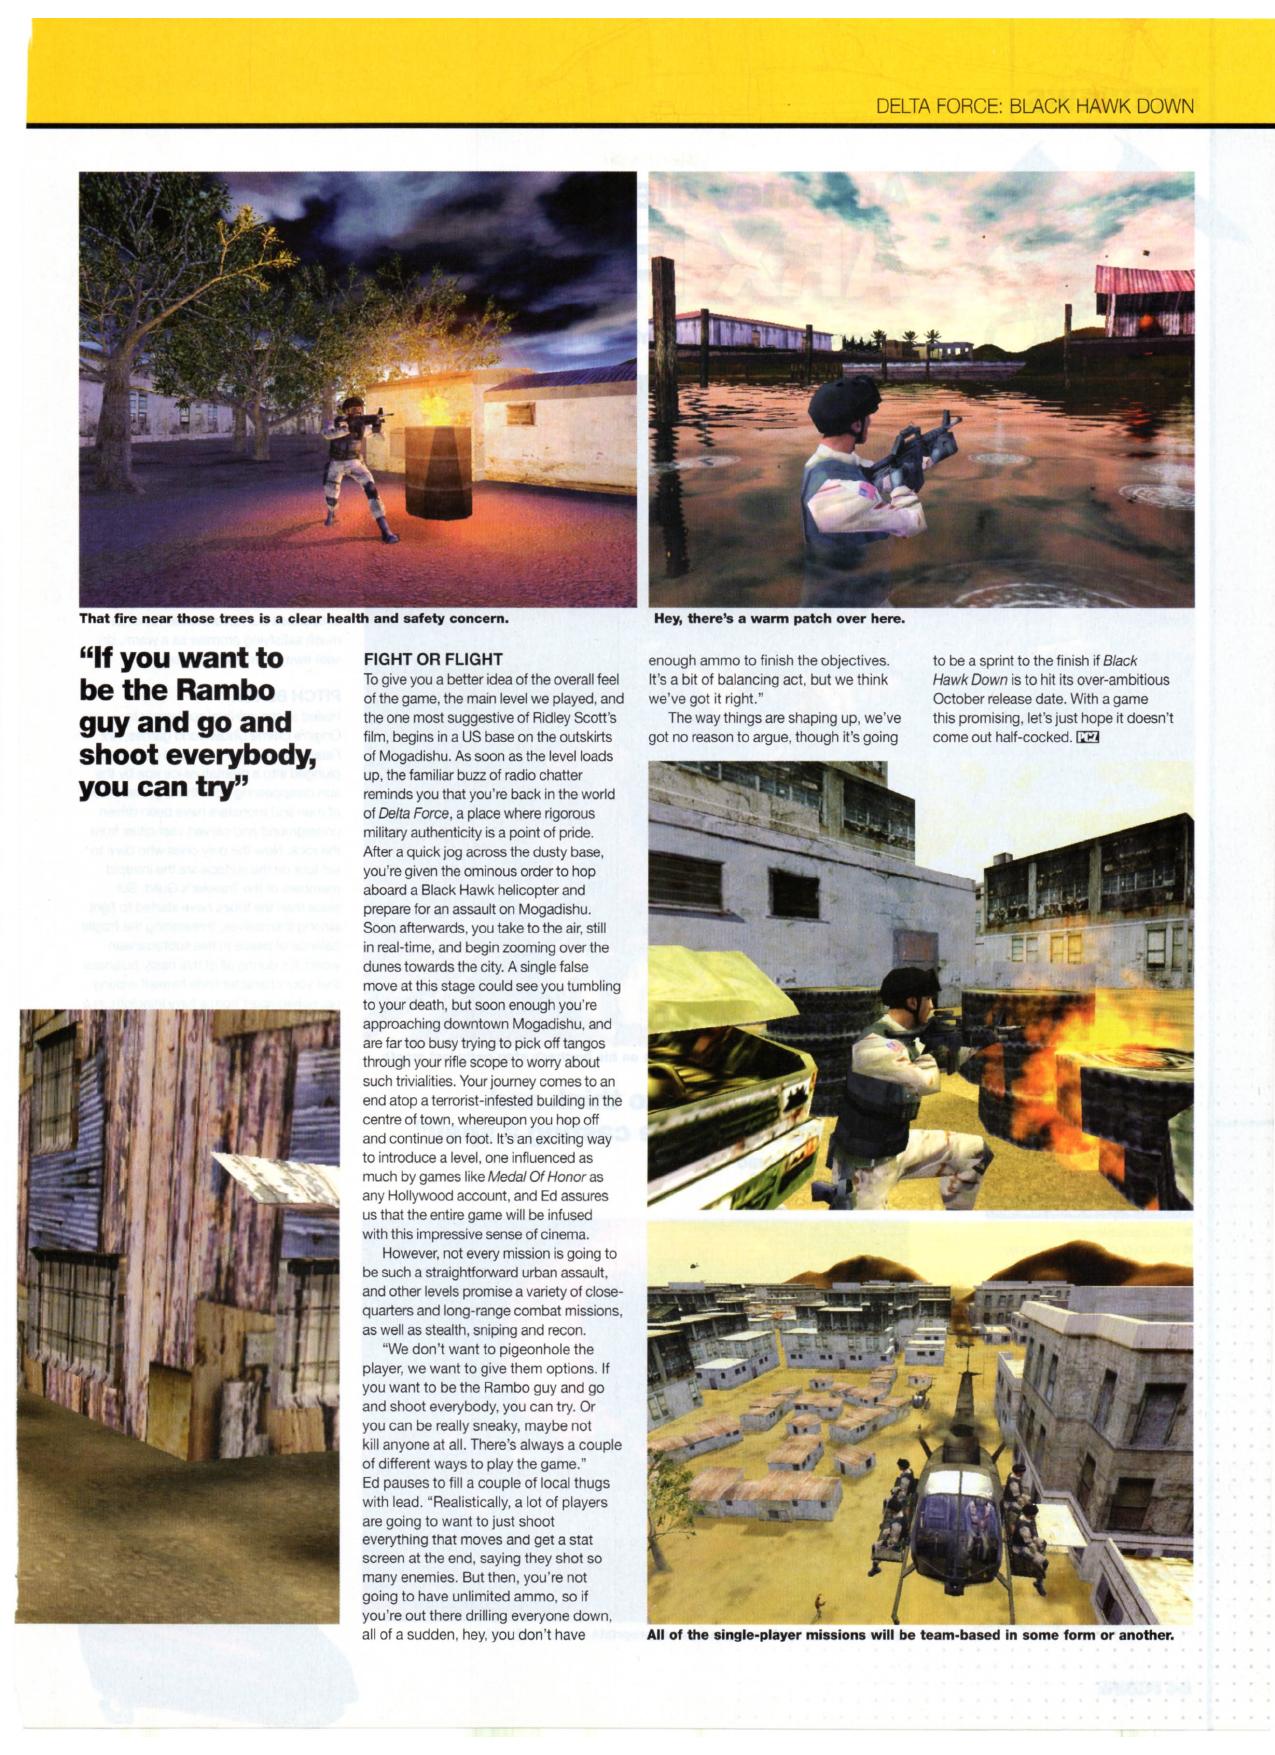 DELTA FORCE: BLACK HAWK DOWN
That fire near those trees is a clear health and safety concern.
Hey, there's a warm patch over here.
“If you want to
be the Rambo
guy and go and
shoot everybody,
you can try”
FIGHT OR FLIGHT
To give you a better idea of the overall feel
of the game, the main level we played, and
the one most suggestive of Ridley Scott's
film, begins in a US base on the outskirts
of Mogadishu. As soon as the level loads
up, the familiar buzz of radio chatter
reminds you that you're back in the world
of Delta Force, a place where rigorous
military authenticity is a point of pride.
After a quick jog across the dusty base,
you're given the ominous order to hop
aboard a Black Hawk helicopter and
prepare for an assault on Mogadishu.
Soon afterwards, you take to the air, still
in real-time, and begin zooming over the
dunes towards the city. A single false
move at this stage could see you tumbling
to your death, but soon enough you're
approaching downtown Mogadishu, and
are far too busy trying to pick off tangos
through your rifle scope to worry about
such trivialities. Your journey comes to an
end atop a terrorist-infested building in the
centre of town, whereupon you hop off
and continue on foot. It's an exciting way
to introduce a level, one influenced as
much by games like Medal Of Honor as
any Hollywood account, and Ed assures
us that the entire game will be infused
with this impressive sense of cinema.
However, not every mission is going to
be such a straightforward urban assault,
and other levels promise a variety of close-
quarters and long-range combat missions,
as well as stealth, sniping and recon.
“We don't want to pigeonhole the
player, we want to give them options. If
you want to be the Rambo guy and go
and shoot everybody, you can try. Or
you can be really sneaky, maybe not
kill anyone at all. There's always a couple
of different ways to play the game.”
Ed pauses to fill a couple of local thugs
with lead. “Realistically, a lot of players
are going to want to just shoot
everything that moves and get a stat
screen at the end, saying they shot so
many enemies. But then, you're not
going to have unlimited ammo, so if
you're out there drilling everyone down,
all of a sudden, hey, you don't have
enough ammo to finish the objectives.
It's a bit of balancing act, but we think
we've got it right.”
The way things are shaping up, we've
got no reason to argue, though it's going
to be a sprint to the finish if Black
Hawk Down is to hit its over-ambitious
October release date. With a game
this promising, let's just hope it doesn't
come out half-cocked. PCZ
All of the single-player missions will be team-based in some form or another.